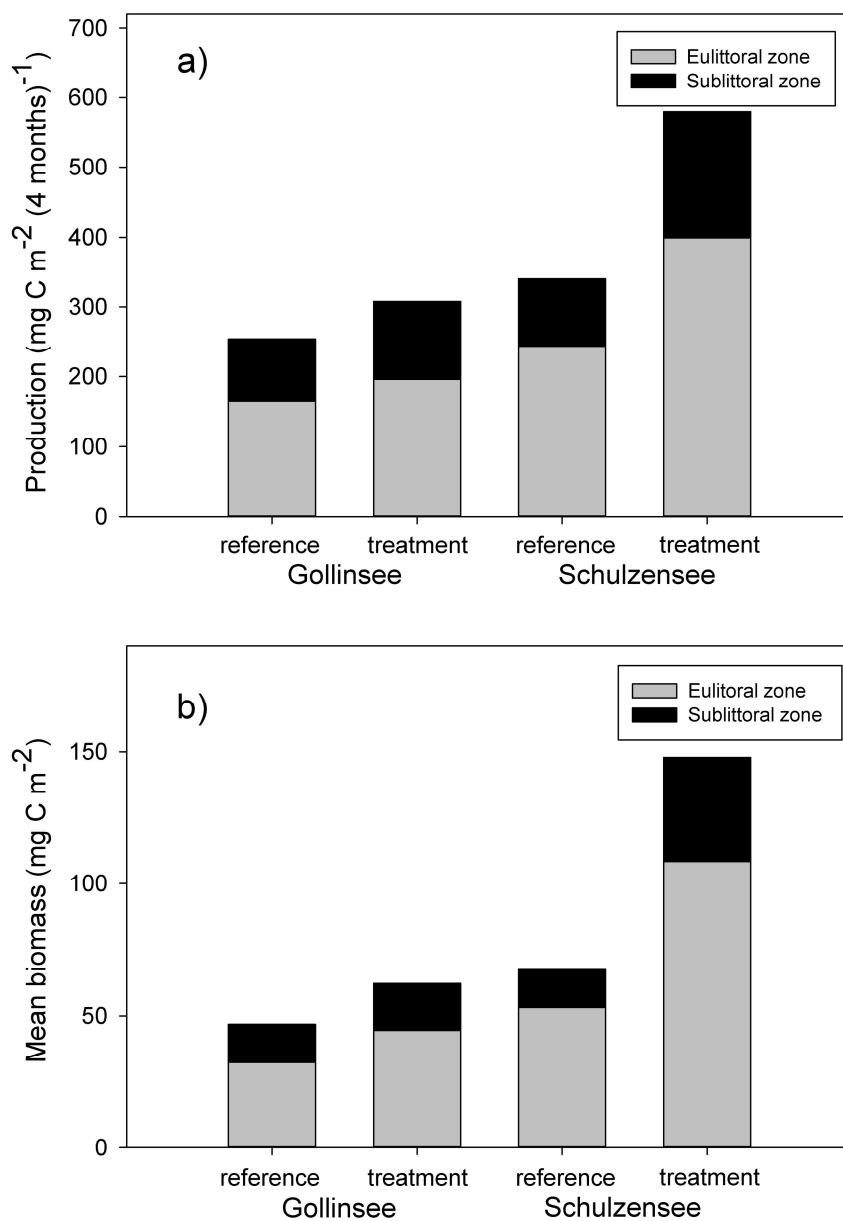 a)
Eulittoral zone
Sublittoral zone
Production (mg C m⁻² (4 months)⁻¹
700
600
500
400
300
200
100
0
reference treatment reference treatment
Gollinsee Schulzensee
b)
Eulitoral zone
Sublittoral zone
Mean biomass (mg C m⁻²)
150
100
50
0
reference treatment reference treatment
Gollinsee Schulzensee